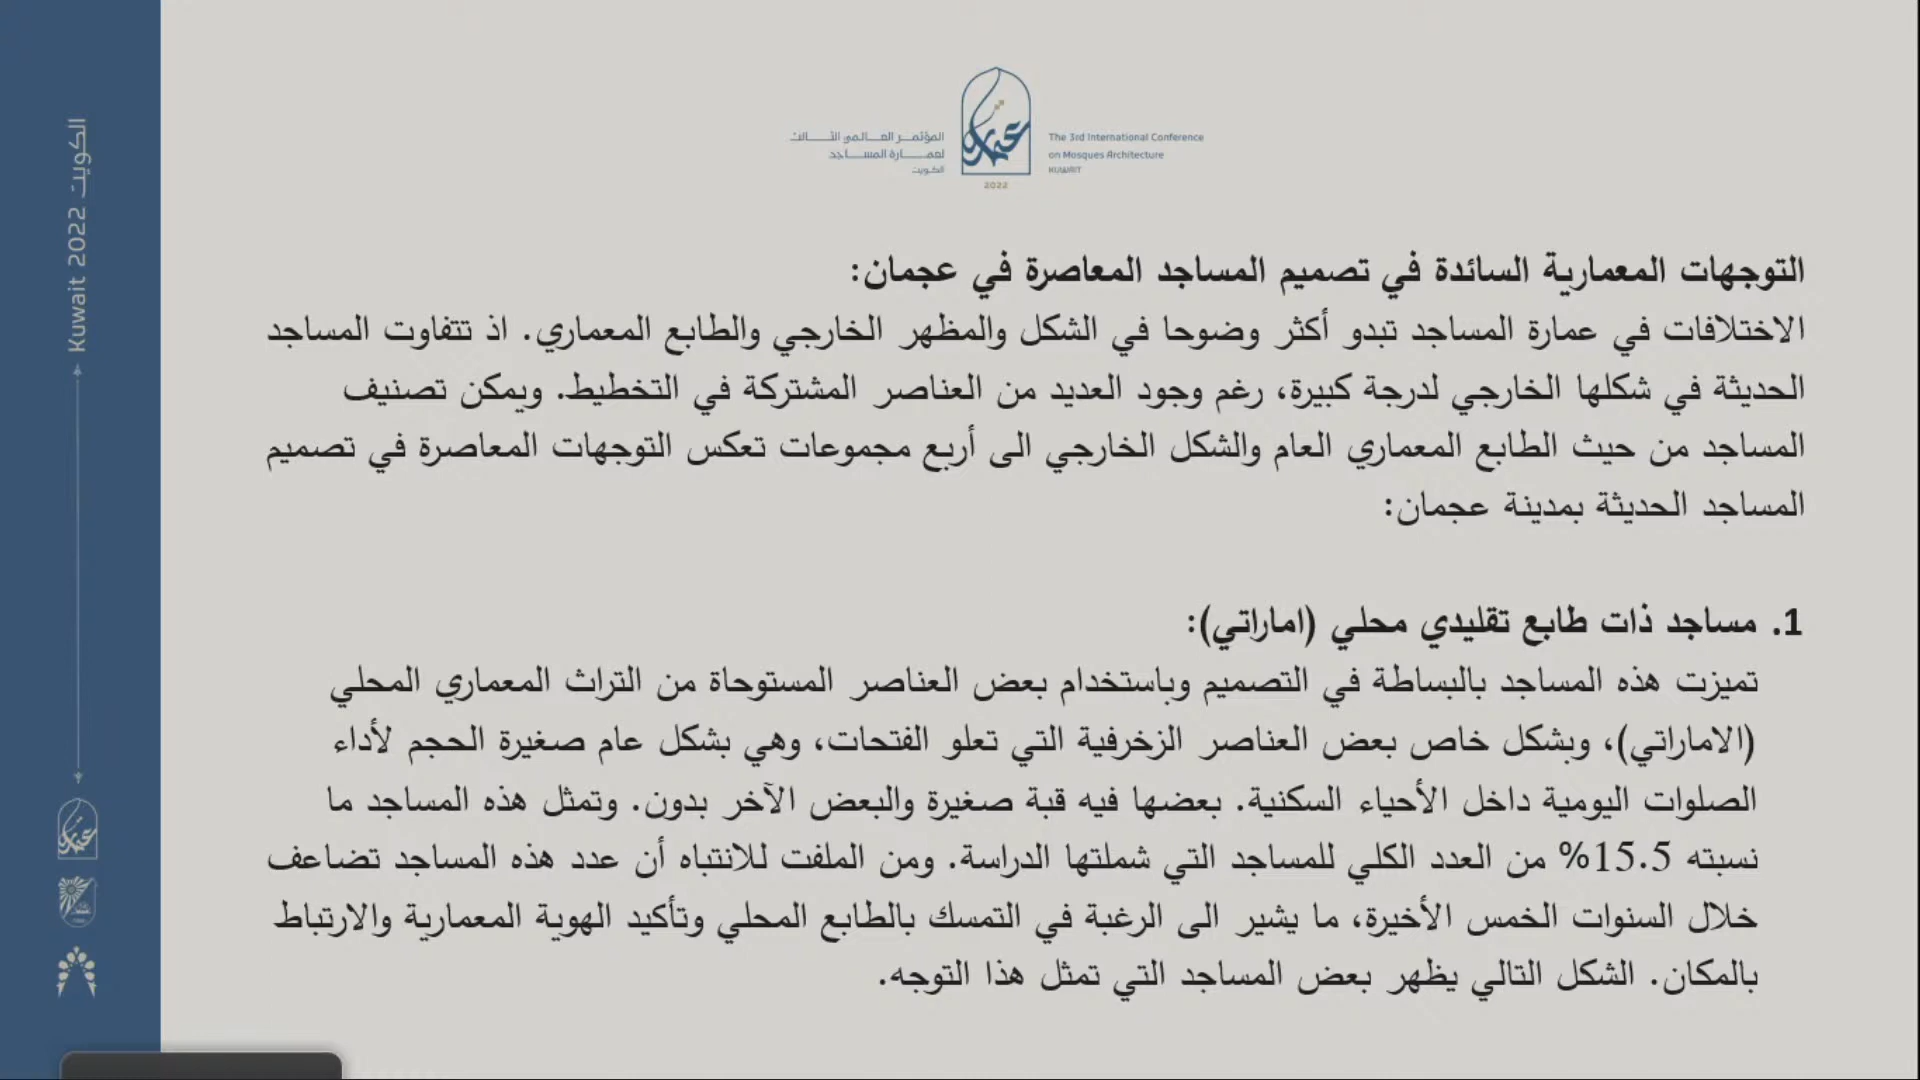 المؤتمر العالمي الثالث
لعمارة المساجد
الكويت
2022
The 3rd International Conference
on Mosques Architecture
KUWAIT
التوجهات المعمارية السائدة في تصميم المساجد المعاصرة في عجمان:
الاختلافات في عمارة المساجد تبدو أكثر وضوحا في الشكل والمظهر الخارجي والطابع المعماري. اذ تتفاوت المساجد
الحديثة في شكلها الخارجي لدرجة كبيرة، رغم وجود العديد من العناصر المشتركة في التخطيط. ويمكن تصنيف
المساجد من حيث الطابع المعماري العام والشكل الخارجي الى أربع مجموعات تعكس التوجهات المعاصرة في تصميم
المساجد الحديثة بمدينة عجمان:
1. مساجد ذات طابع تقليدي محلي (اماراتي):
تميزت هذه المساجد بالبساطة في التصميم وباستخدام بعض العناصر المستوحاة من التراث المعماري المحلي
(الاماراتي)، وبشكل خاص بعض العناصر الزخرفية التي تعلو الفتحات، وهي بشكل عام صغيرة الحجم لأداء
الصلوات اليومية داخل الأحياء السكنية. بعضها فيه قبة صغيرة والبعض الآخر بدون. وتمثل هذه المساجد ما
نسبته 15.5% من العدد الكلي للمساجد التي شملتها الدراسة. ومن الملفت للانتباه أن عدد هذه المساجد تضاعف
خلال السنوات الخمس الأخيرة، ما يشير الى الرغبة في التمسك بالطابع المحلي وتأكيد الهوية المعمارية والارتباط
بالمكان. الشكل التالي يظهر بعض المساجد التي تمثل هذا التوجه.
Kuwait 2022 الكويت